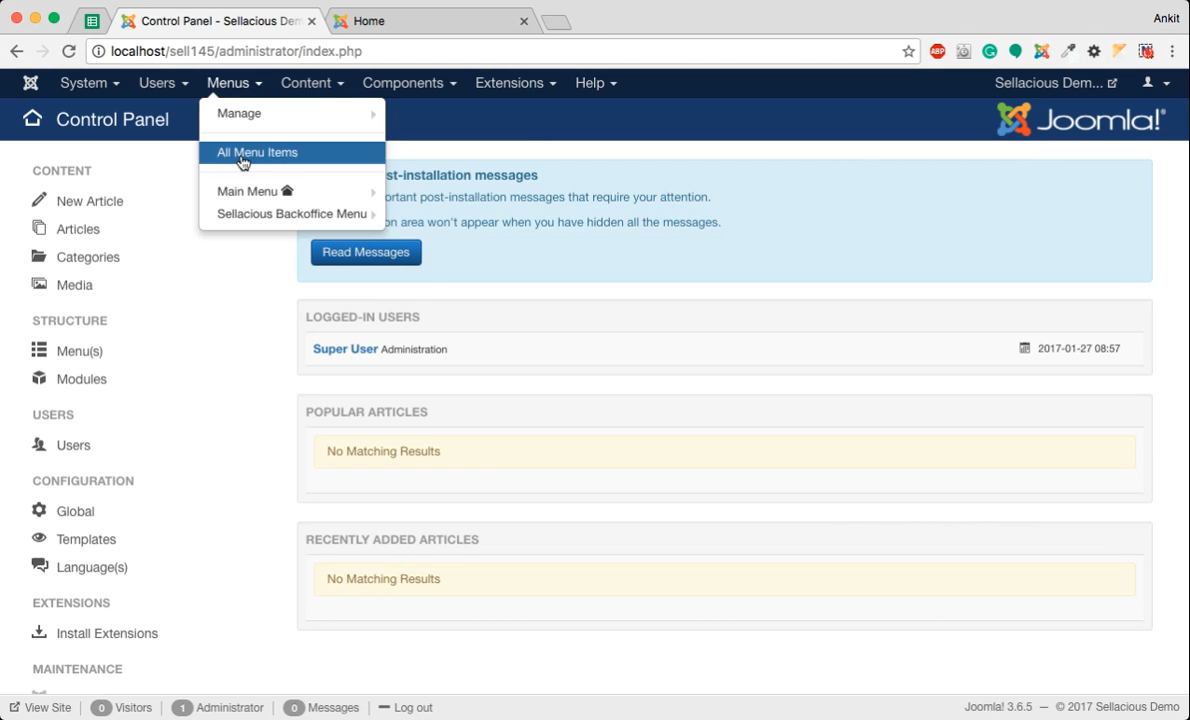 Control Panel - Sellacious Dem
Home
Ankit
localhost/sell145/administrator/index.php
ABP
System Users Menus Content Components Extensions Help Sellacious Dem...
Control Panel
Joomla!®
Manage
All Menu Items
Main Menu
Sellacious Backoffice Menu
st-installation messages
ortant post-installation messages that require your attention.
on area won't appear when you have hidden all the messages.
Read Messages
CONTENT
New Article
Articles
Categories
Media
STRUCTURE
Menu(s)
Modules
USERS
Users
CONFIGURATION
Global
Templates
Language(s)
EXTENSIONS
Install Extensions
MAINTENANCE
LOGGED-IN USERS
Super User Administration 2017-01-27 08:57
POPULAR ARTICLES
No Matching Results
RECENTLY ADDED ARTICLES
No Matching Results
View Site 0 Visitors 1 Administrator 0 Messages Log out Joomla! 3.6.5 — © 2017 Sellacious Demo